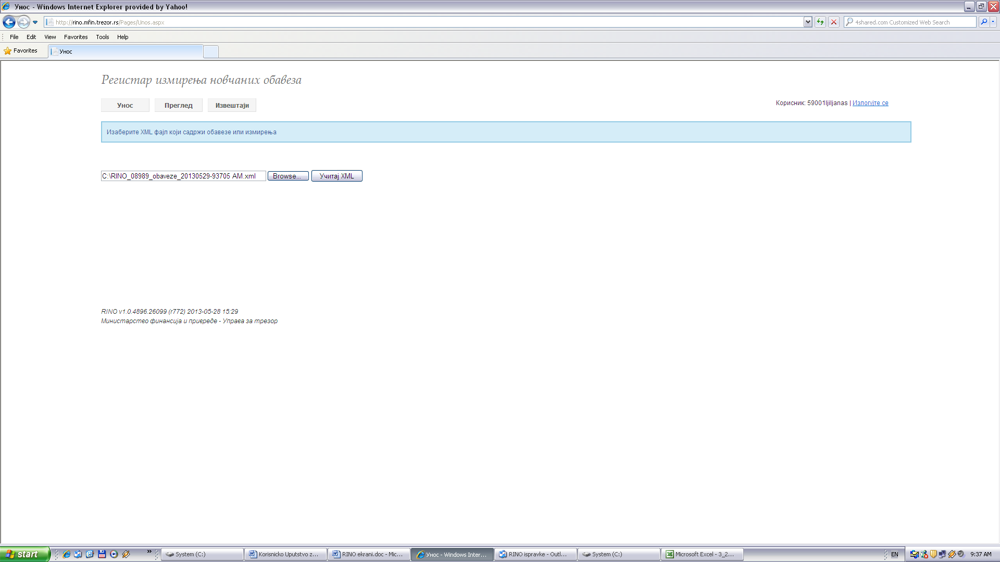 Унос - Windows Internet Explorer provided by Yahoo!
http://rino.mfin.trezor.rs/Pages/Unos.aspx
4shared.com Customized Web Search
File Edit View Favorites Tools Help
Favorites
Унос
Регистар измирења новчаних обавеза
Унос Преглед Извештаји
Корисник: 59001ljiljanas | Излогујте се
Изаберите XML фајл који садржи обавезе или измирења
C:\RINO_08989_obaveze_20130529-93705 AM.xml Browse... Учитај XML
RINO v1.0.4896.26099 (r772) 2013-05-28 15:29
Министарство финансија и привреде - Управа за трезор
start
System (C:)
Korisnicko Uputstvo z...
RINO ekrani.doc - Mic...
Унос - Windows Inter...
RINO ispravke - Outl...
System (C:)
Microsoft Excel - 3_2...
EN
9:37 AM